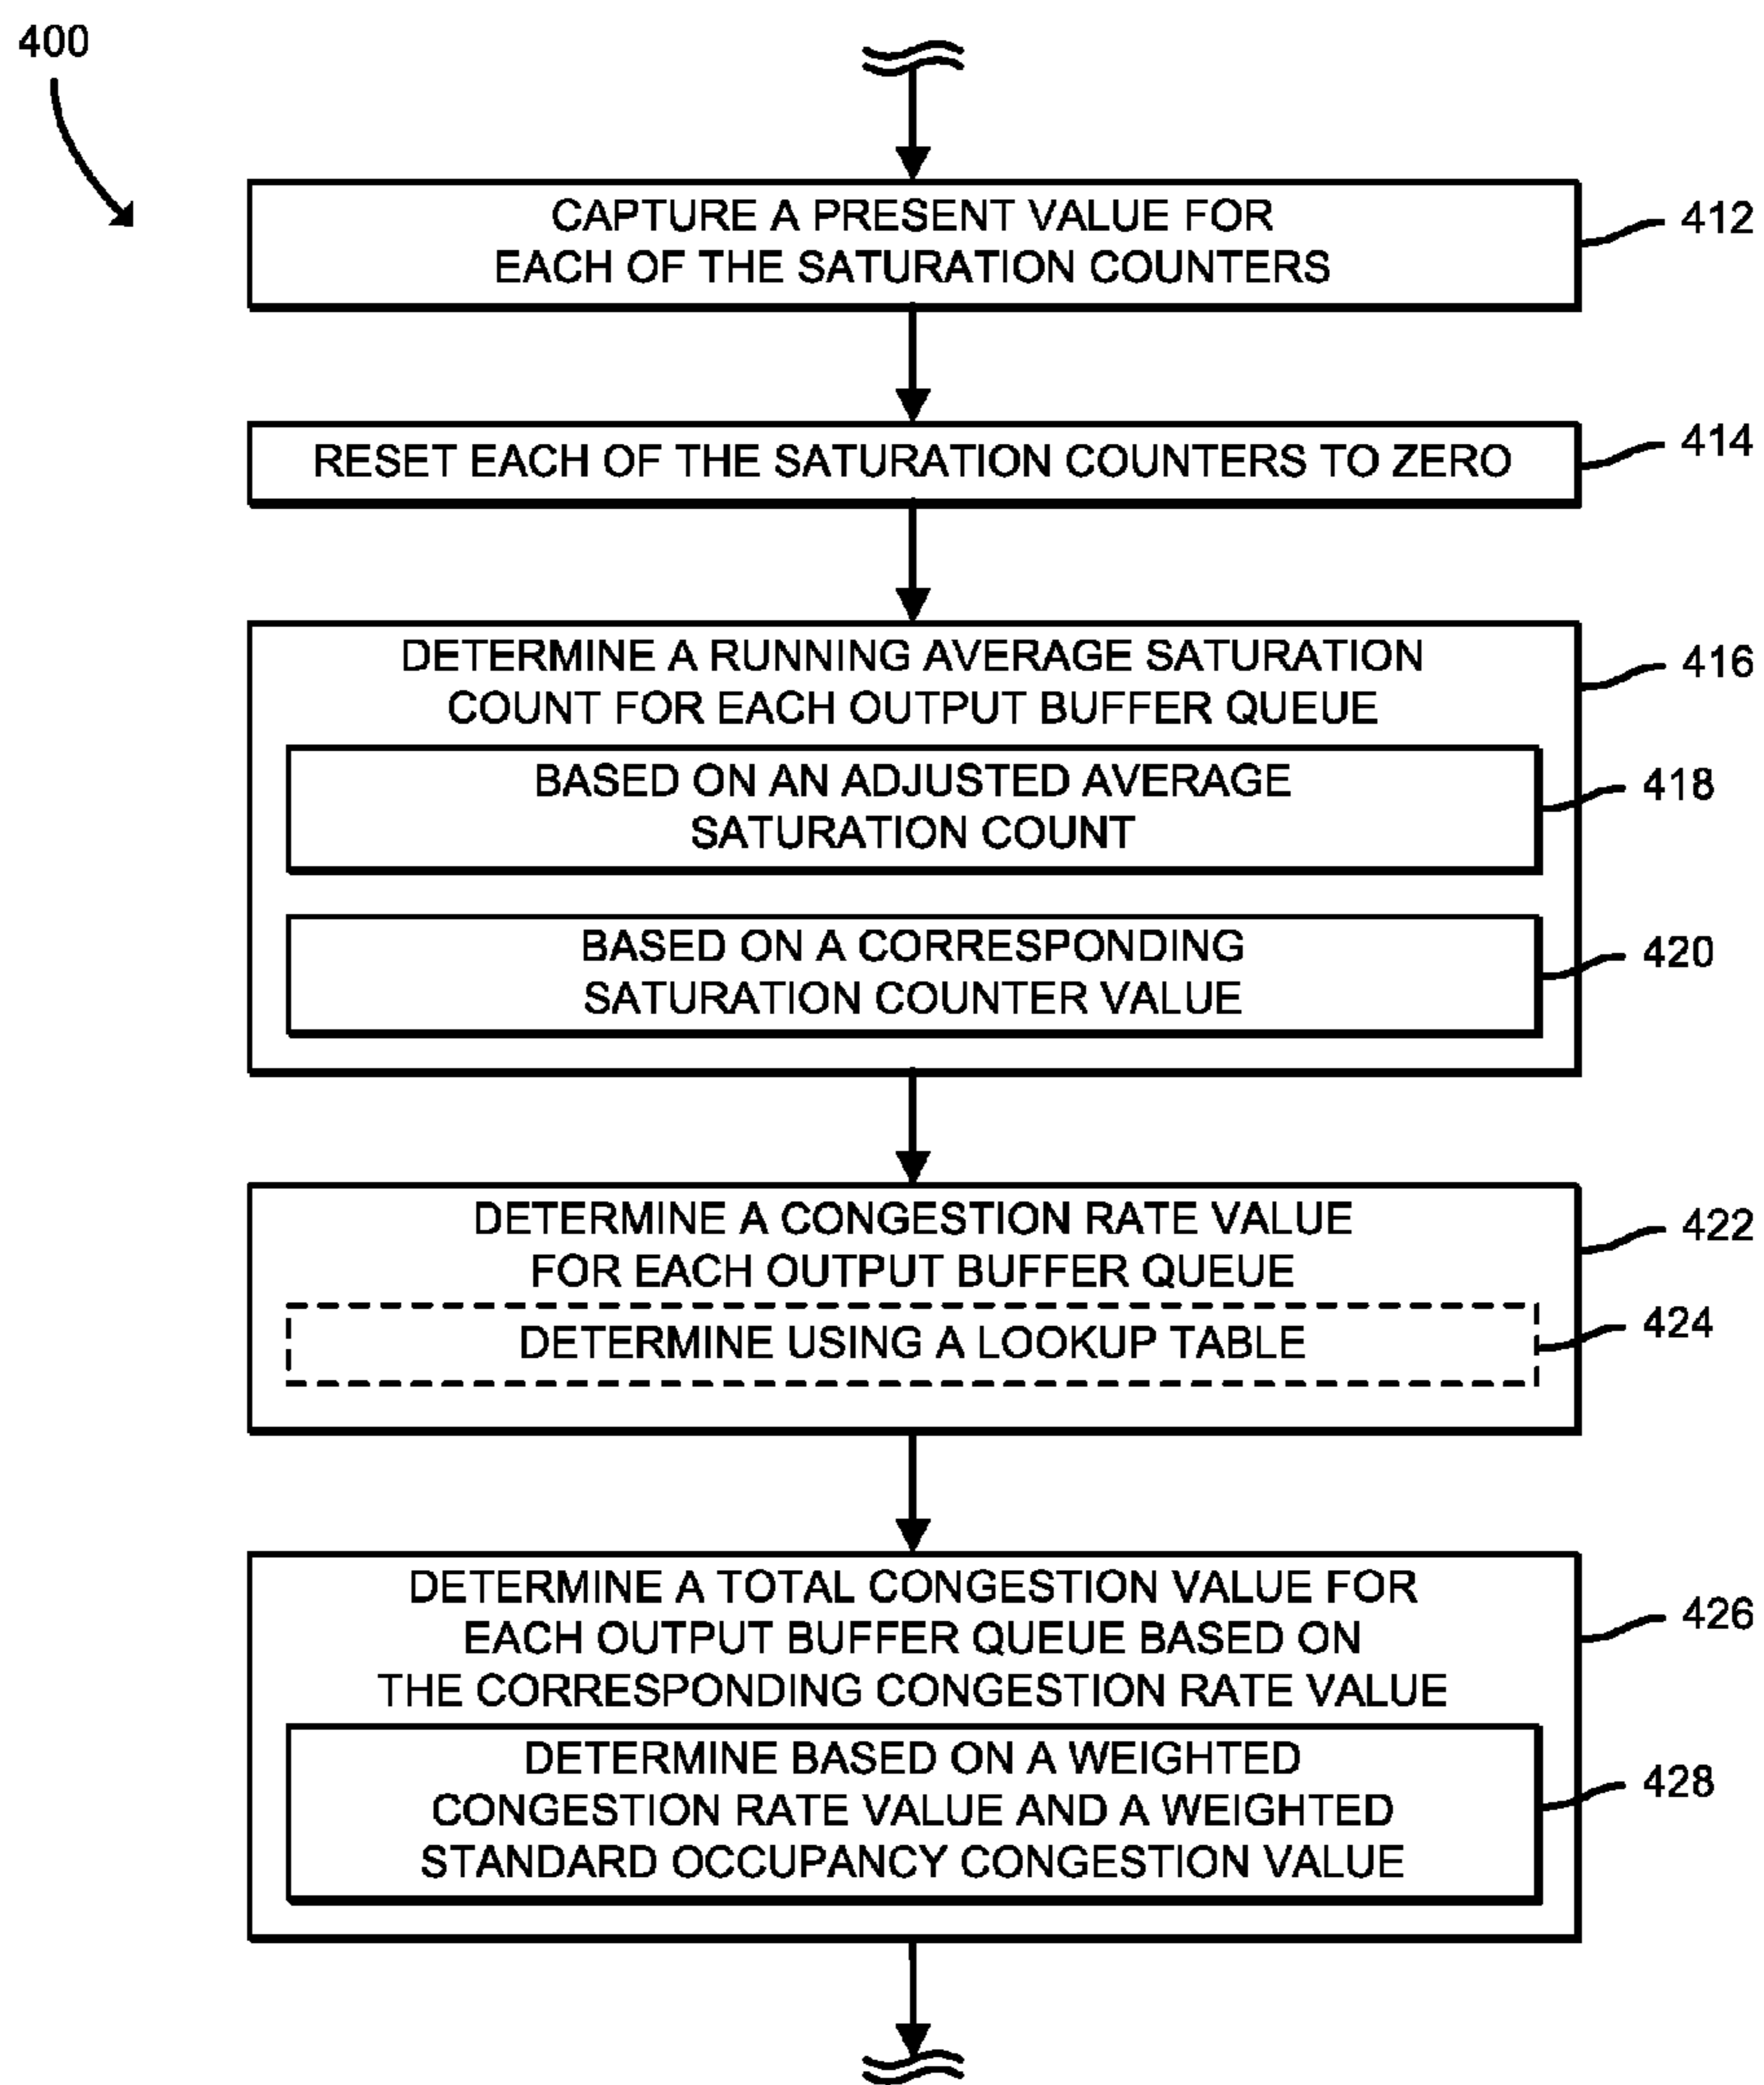 400
CAPTURE A PRESENT VALUE FOR
EACH OF THE SATURATION COUNTERS
412
RESET EACH OF THE SATURATION COUNTERS TO ZERO
414
DETERMINE A RUNNING AVERAGE SATURATION
COUNT FOR EACH OUTPUT BUFFER QUEUE
416
BASED ON AN ADJUSTED AVERAGE
SATURATION COUNT
418
BASED ON A CORRESPONDING
SATURATION COUNTER VALUE
420
DETERMINE A CONGESTION RATE VALUE
FOR EACH OUTPUT BUFFER QUEUE
422
DETERMINE USING A LOOKUP TABLE
424
DETERMINE A TOTAL CONGESTION VALUE FOR
EACH OUTPUT BUFFER QUEUE BASED ON
THE CORRESPONDING CONGESTION RATE VALUE
426
DETERMINE BASED ON A WEIGHTED
CONGESTION RATE VALUE AND A WEIGHTED
STANDARD OCCUPANCY CONGESTION VALUE
428